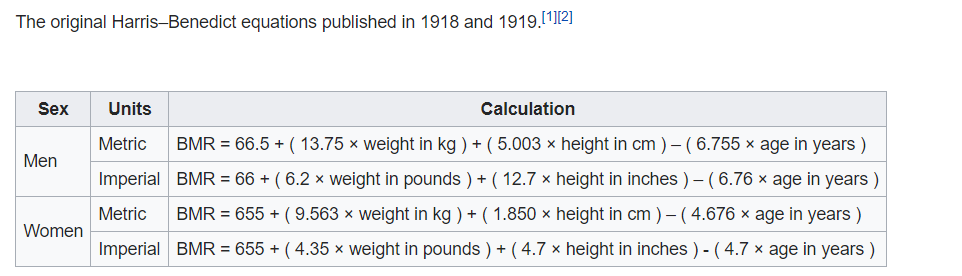 The original Harris–Benedict equations published in 1918 and 1919.[1][2]
Sex Units Calculation
Men Metric BMR = 66.5 + ( 13.75 × weight in kg ) + ( 5.003 × height in cm ) – ( 6.755 × age in years )
Imperial BMR = 66 + ( 6.2 × weight in pounds ) + ( 12.7 × height in inches ) – ( 6.76 × age in years )
Women Metric BMR = 655 + ( 9.563 × weight in kg ) + ( 1.850 × height in cm ) – ( 4.676 × age in years )
Imperial BMR = 655 + ( 4.35 × weight in pounds ) + ( 4.7 × height in inches ) - ( 4.7 × age in years )